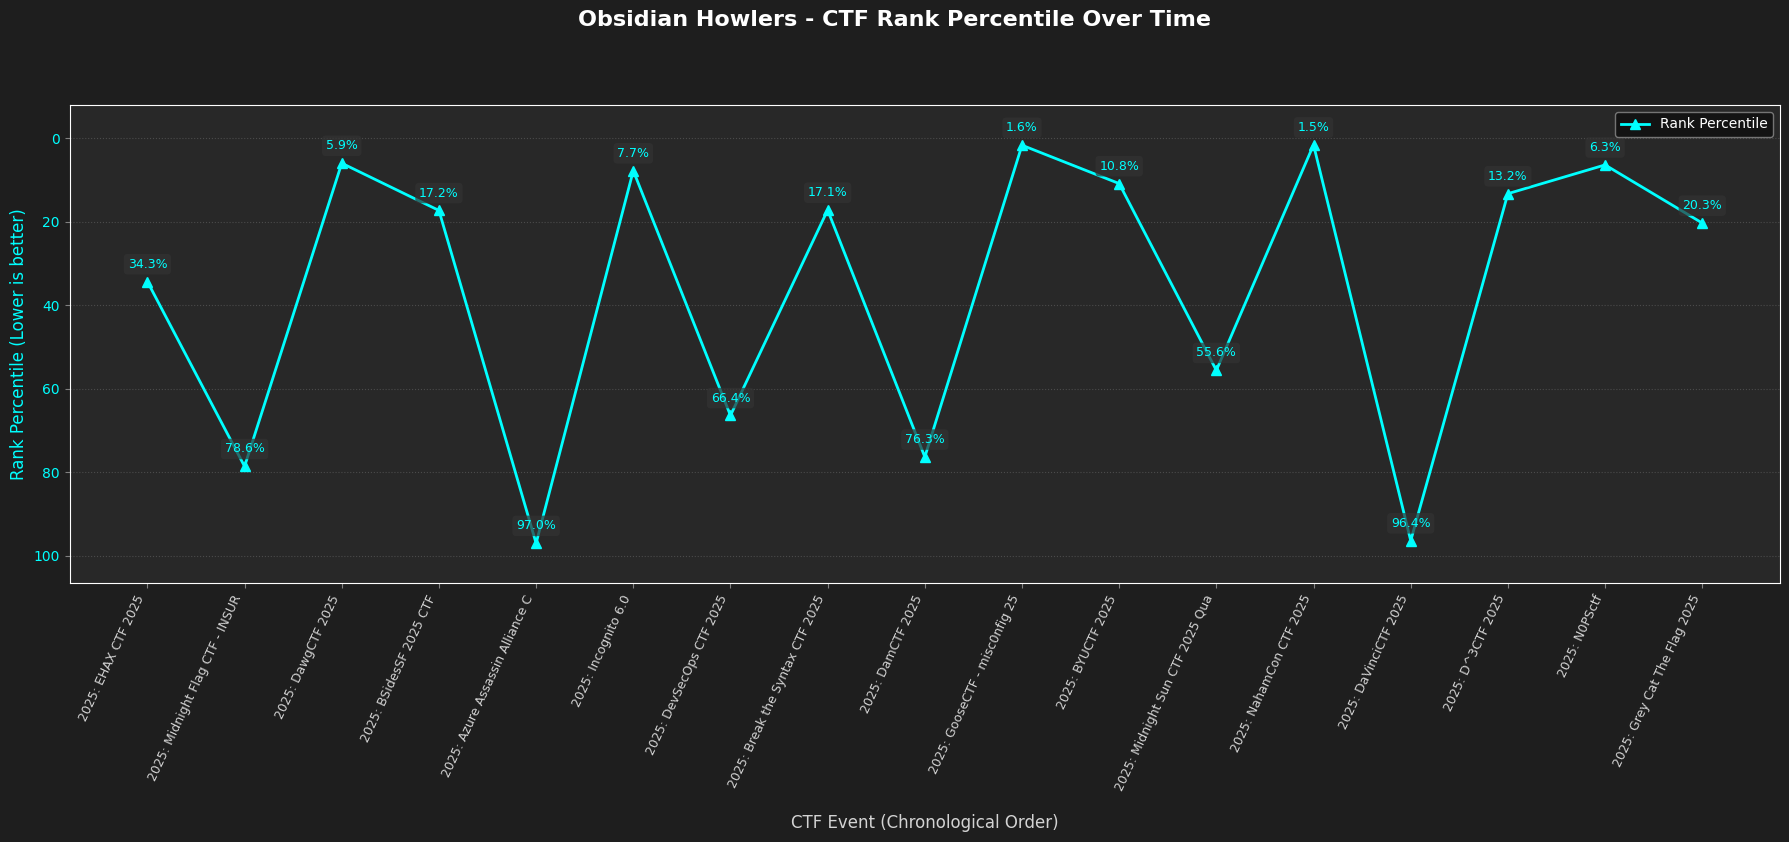 Obsidian Howlers - CTF Rank Percentile Over Time
Rank Percentile
Rank Percentile (Lower is better)
0
20
40
60
80
100
34.3%
78.6%
5.9%
17.2%
97.0%
7.7%
66.4%
17.1%
76.3%
1.6%
10.8%
55.6%
1.5%
96.4%
13.2%
6.3%
20.3%
2025: EHAX CTF 2025
2025: Midnight Flag CTF - INSUR
2025: DawgCTF 2025
2025: BSidesSF 2025 CTF
2025: Azure Assassin Alliance C
2025: Incognito 6.0
2025: DevSecOps CTF 2025
2025: Break the Syntax CTF 2025
2025: DamCTF 2025
2025: GooseCTF - misc0nfig 25
2025: BYUCTF 2025
2025: Midnight Sun CTF 2025 Qua
2025: NahamCon CTF 2025
2025: DaVinciCTF 2025
2025: D^3CTF 2025
2025: N0PSctf
2025: Grey Cat The Flag 2025
CTF Event (Chronological Order)